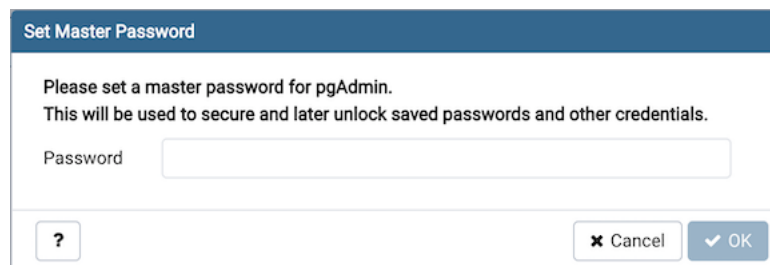 Set Master Password
Please set a master password for pgAdmin.
This will be used to secure and later unlock saved passwords and other credentials.
Password
?
Cancel
OK